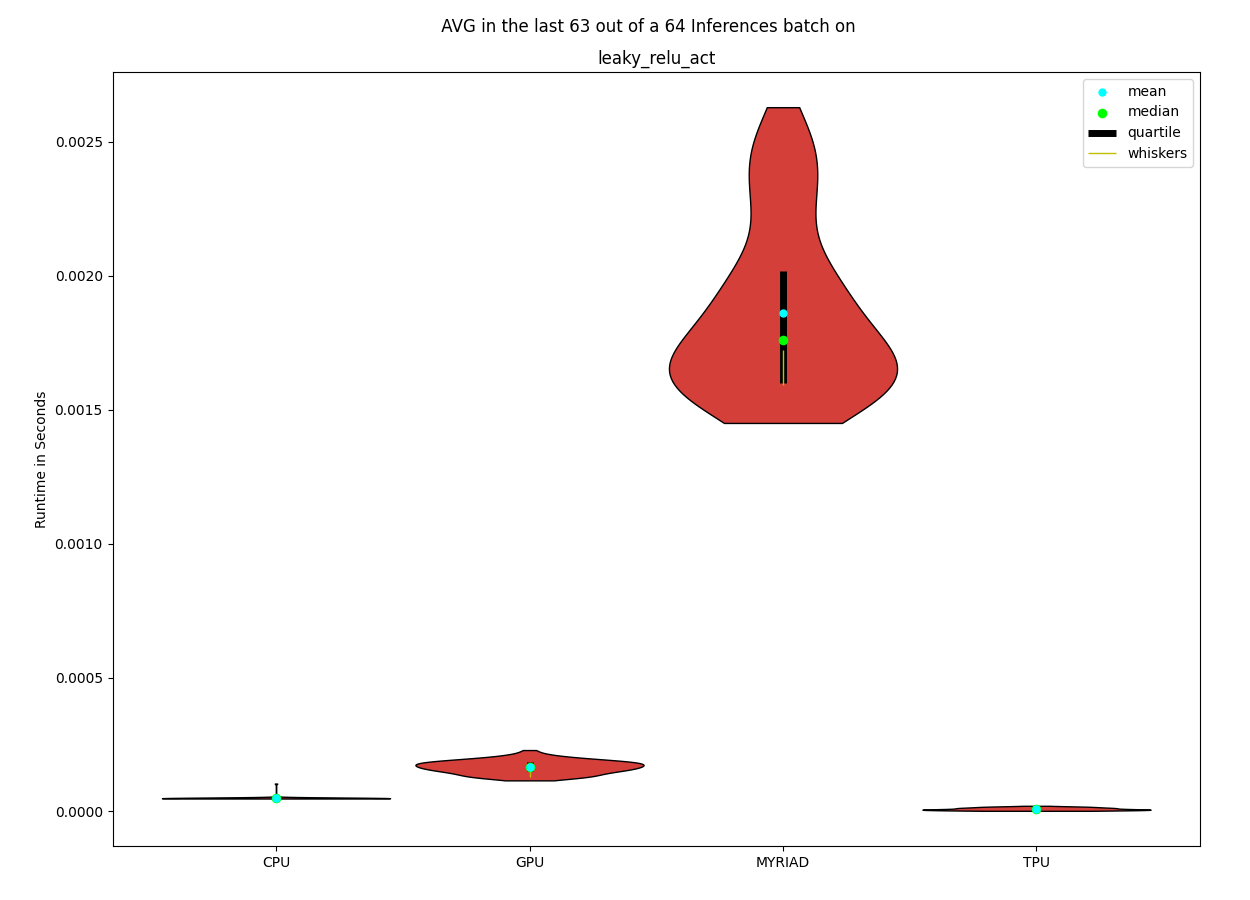 AVG in the last 63 out of a 64 Inferences batch on
leaky_relu_act
mean
median
quartile
whiskers
Runtime in Seconds
0.0025
0.0020
0.0015
0.0010
0.0005
0.0000
CPU GPU MYRIAD TPU